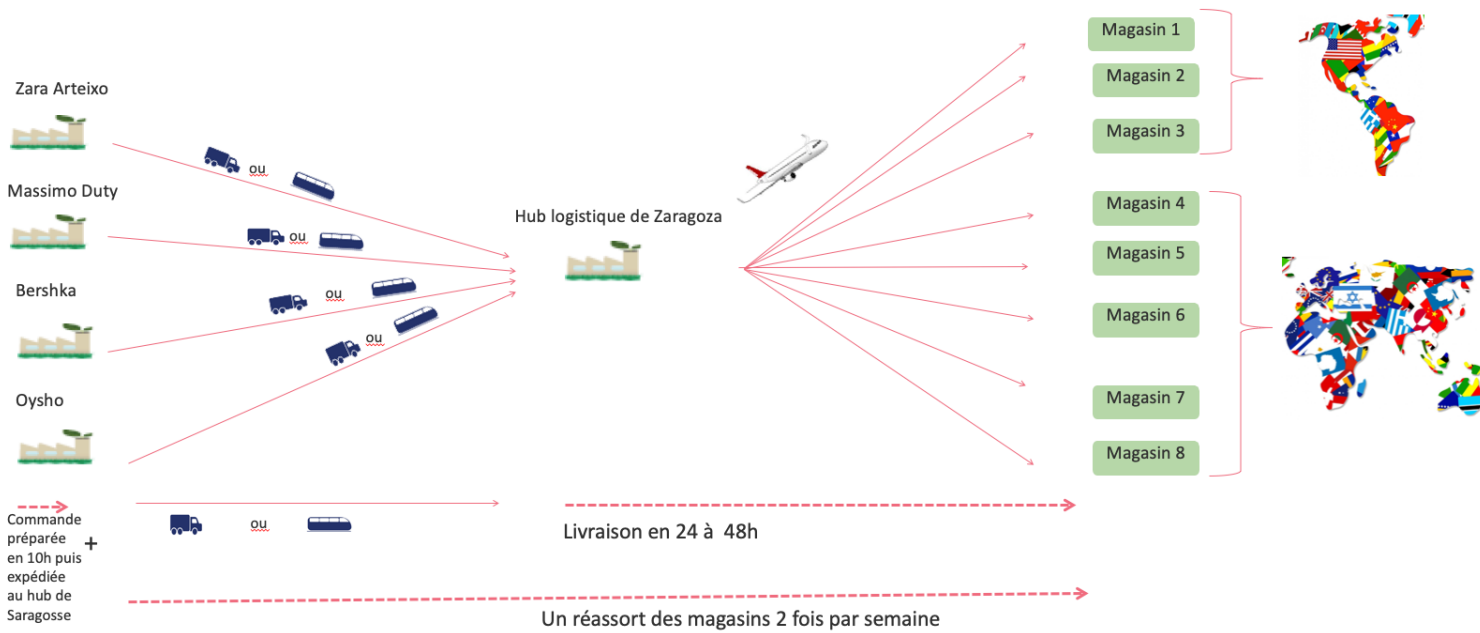 Zara Arteixo
ou
Massimo Duty
ou
Bershka
ou
ou
Oysho
Hub logistique de Zaragoza
Magasin 1
Magasin 2
Magasin 3
Magasin 4
Magasin 5
Magasin 6
Magasin 7
Magasin 8
Commande
préparée
en 10h puis
expédiée
au hub de
Saragosse
+
ou
Livraison en 24 à 48h
Un réassort des magasins 2 fois par semaine